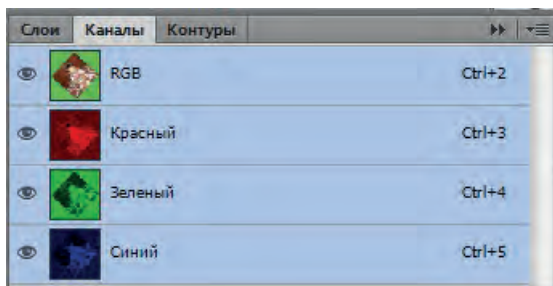 Слои Каналы Контуры
RGB Ctrl+2
Красный Ctrl+3
Зеленый Ctrl+4
Синий Ctrl+5